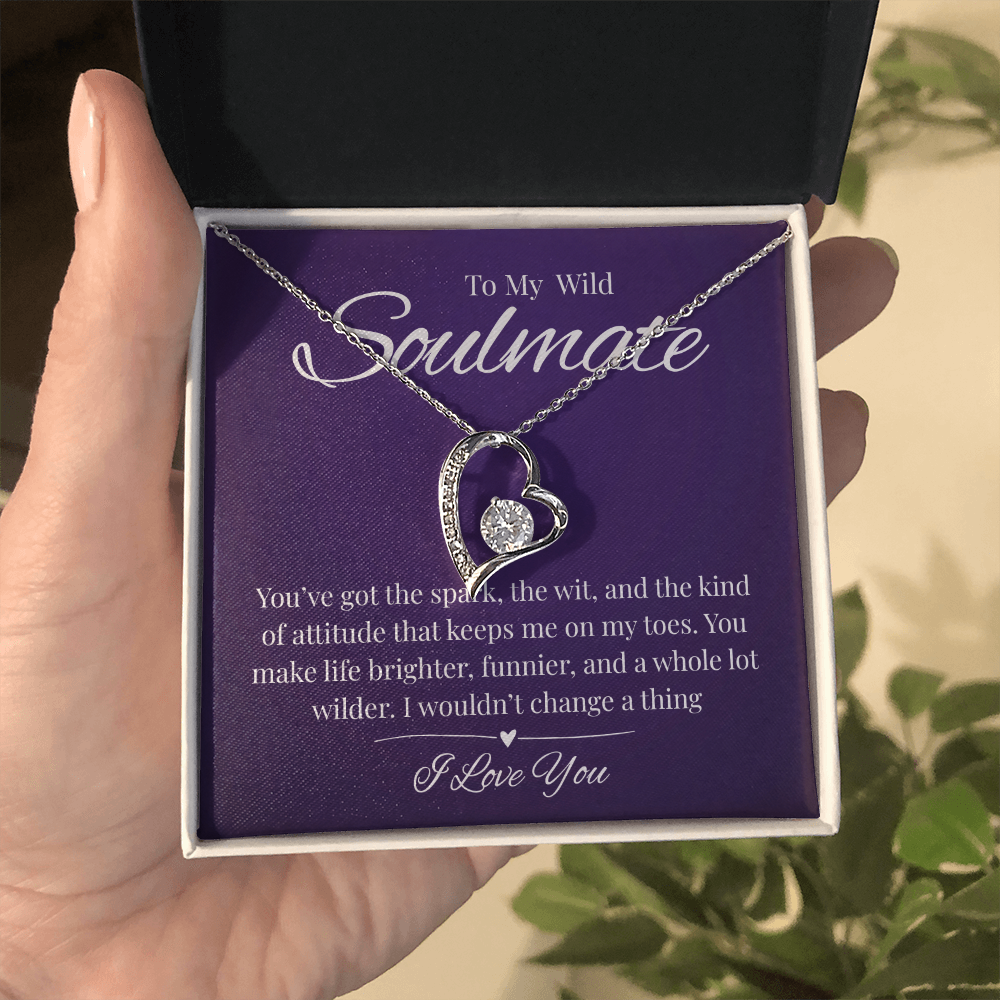 To My Wild
Soulmate
You’ve got the spark, the wit, and the kind
of attitude that keeps me on my toes. You
make life brighter, funnier, and a whole lot
wilder. I wouldn’t change a thing
I Love You